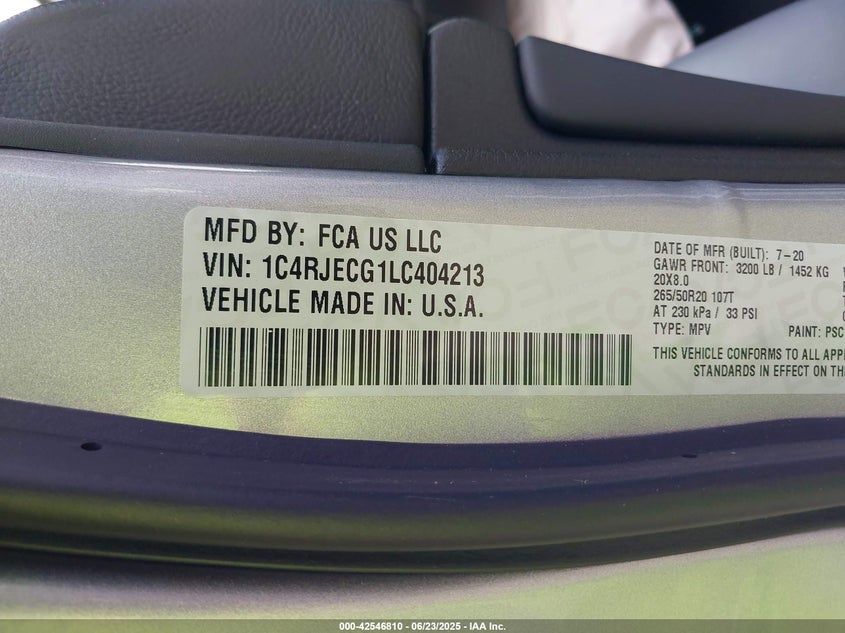 MFD BY: FCA US LLC
VIN: 1C4RJECG1LC404213
VEHICLE MADE IN: U.S.A.
DATE OF MFR (BUILT): 7-20
GAWR FRONT: 3200 LB / 1452 KG
20X8.0
265/50R20 107T
AT 230 kPa / 33 PSI
TYPE: MPV PAINT: PSC
THIS VEHICLE CONFORMS TO ALL
STANDARDS IN EFFECT ON
000-42546810 / 06/23/2025 - IAA Inc.